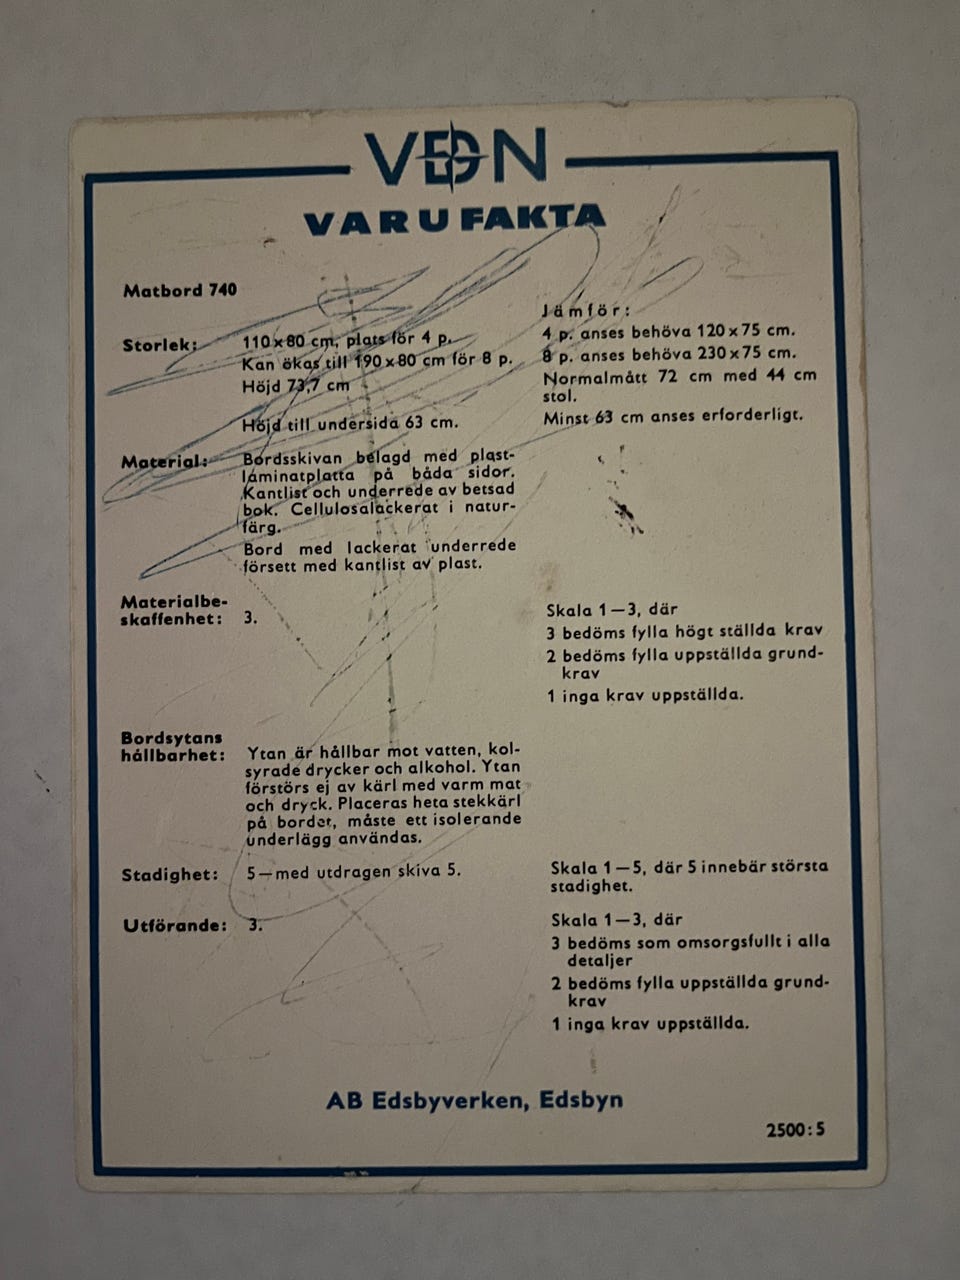 VDN
VARUFAKTA
Matbord 740
Jämför:
Storlek: 110 x 80 cm, plats för 4 p. 4 p. anses behöva 120 x 75 cm.
Kan ökas till 190 x 80 cm för 8 p. 8 p. anses behöva 230 x 75 cm.
Höjd 73,7 cm Normalmått 72 cm med 44 cm
stol.
Höjd till undersida 63 cm. Minst 63 cm anses erforderligt.
Material: Bordsskivan belagd med plast-
laminatplatta på båda sidor.
Kantlist och underrede av betsad
bok. Cellulosalackerat i natur-
färg.
Bord med lackerat underrede
försett med kantlist av plast.
Materialbe-
skaffenhet: 3. Skala 1—3, där
3 bedöms fylla högt ställda krav
2 bedöms fylla uppställda grund-
krav
1 inga krav uppställda.
Bordsytans
hållbarhet: Ytan är hållbar mot vatten, kol-
syrade drycker och alkohol. Ytan
förstörs ej av kärl med varm mat
och dryck. Placeras heta stekkärl
på bordet, måste ett isolerande
underlägg användas.
Stadighet: 5—med utdragen skiva 5. Skala 1—5, där 5 innebär största
stadighet.
Utförande: 3. Skala 1—3, där
3 bedöms som omsorgsfullt i alla
detaljer
2 bedöms fylla uppställda grund-
krav
1 inga krav uppställda.
AB Edsbyverken, Edsbyn
2500:5